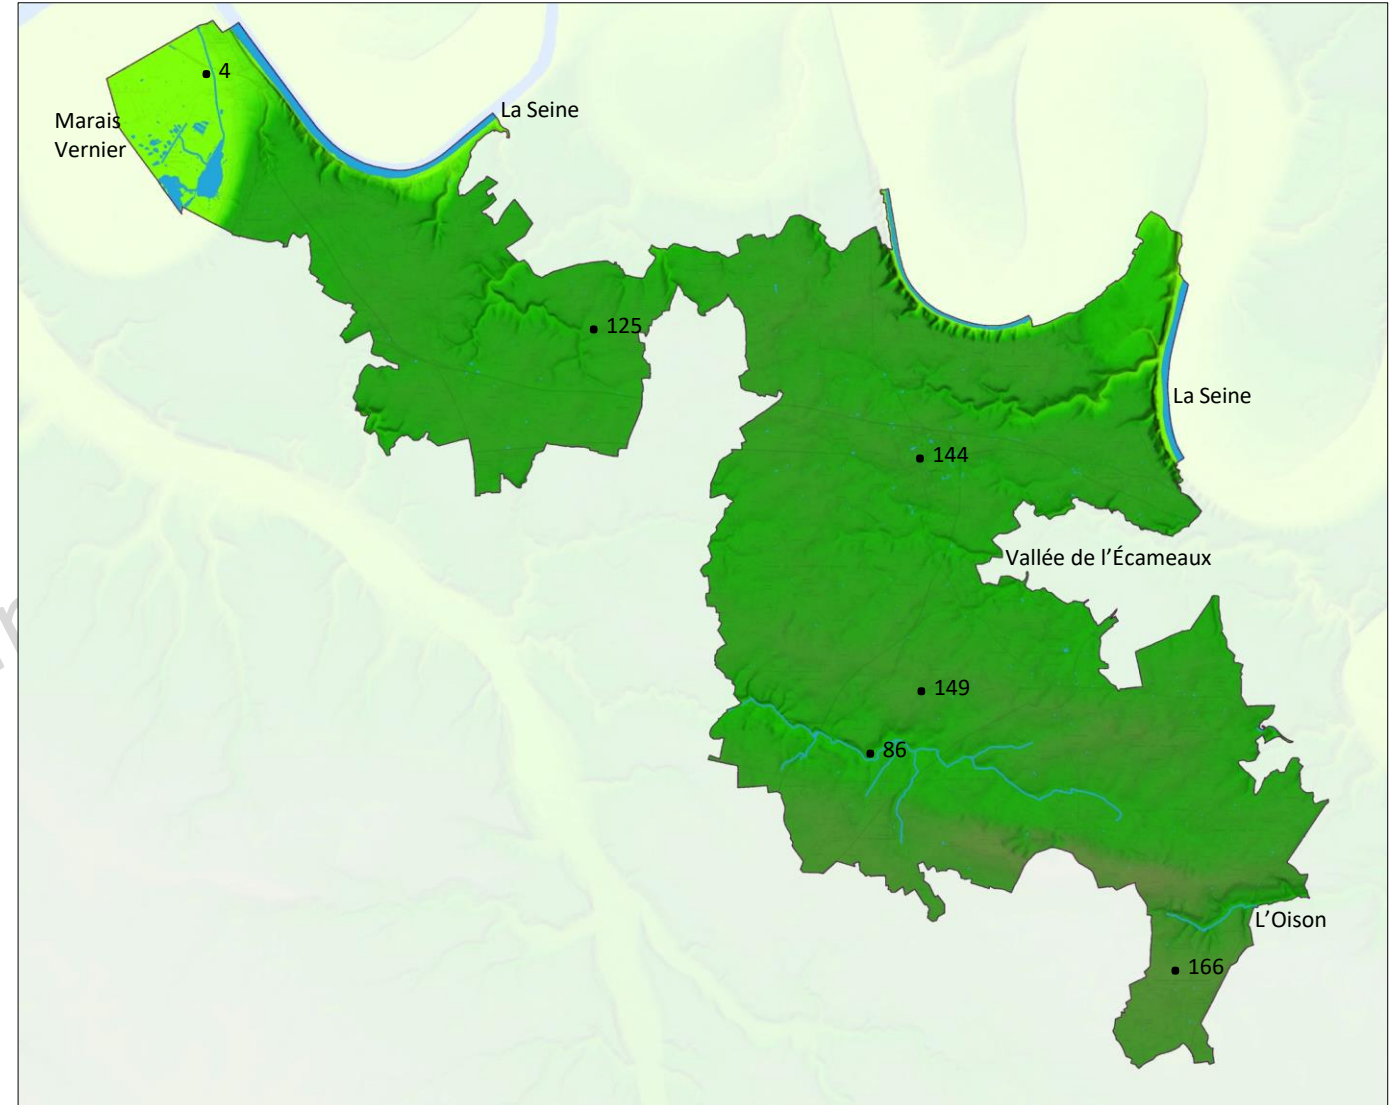 4
Marais
Vernier
La Seine
125
La Seine
144
Vallée de l'Écameaux
149
86
L'Oison
166